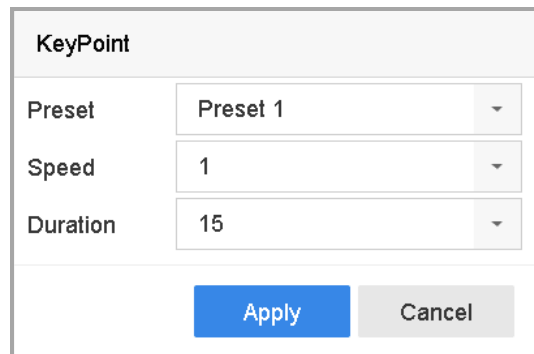 KeyPoint
Preset Preset 1
Speed 1
Duration 15
Apply Cancel